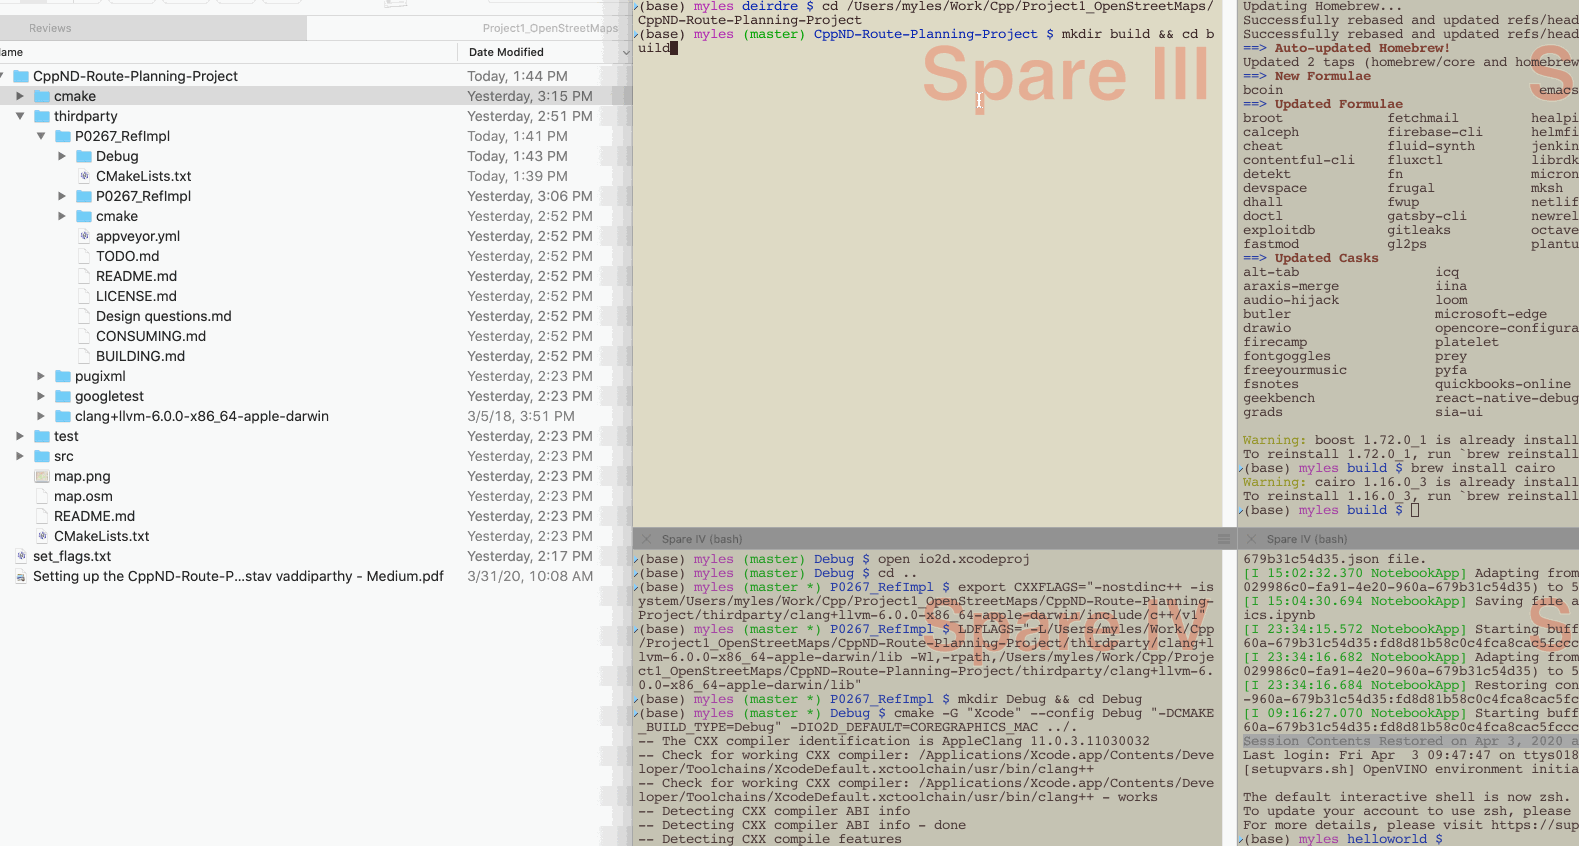 Reviews
Project1_OpenStreetMaps
ame
Date Modified
CppND-Route-Planning-Project Today, 1:44 PM
cmake Yesterday, 3:15 PM
thirdparty Yesterday, 2:51 PM
P0267_RefImpl Today, 1:41 PM
Debug Today, 1:43 PM
CMakeLists.txt Today, 1:39 PM
P0267_RefImpl Yesterday, 3:06 PM
cmake Yesterday, 2:52 PM
appveyor.yml Yesterday, 2:52 PM
TODO.md Yesterday, 2:52 PM
README.md Yesterday, 2:52 PM
LICENSE.md Yesterday, 2:52 PM
Design questions.md Yesterday, 2:52 PM
CONSUMING.md Yesterday, 2:52 PM
BUILDING.md Yesterday, 2:52 PM
pugixml Yesterday, 2:23 PM
googletest Yesterday, 2:23 PM
clang+llvm-6.0.0-x86_64-apple-darwin 3/5/18, 3:51 PM
test Yesterday, 2:23 PM
src Yesterday, 2:23 PM
map.png Yesterday, 2:23 PM
map.osm Yesterday, 2:23 PM
README.md Yesterday, 2:23 PM
CMakeLists.txt Yesterday, 2:23 PM
set_flags.txt Yesterday, 2:17 PM
Setting up the CppND-Route-P...stav vaddiparthy - Medium.pdf 3/31/20, 10:08 AM
(base) myles deirdre $ cd /Users/myles/Work/Cpp/Project1_OpenStreetMaps/
CppND-Route-Planning-Project
(base) myles (master) CppND-Route-Planning-Project $ mkdir build && cd b
uild
Spare III
Spare IV (bash)
(base) myles (master) Debug $ open io2d.xcodeproj
(base) myles (master) Debug $ cd ..
(base) myles (master *) P0267_RefImpl $ export CXXFLAGS="-nostdinc++ -is
ystem/Users/myles/Work/Cpp/Project1_OpenStreetMaps/CppND-Route-Planning-
Project/thirdparty/clang+llvm-6.0.0-x86_64-apple-darwin/include/c++/v1"
(base) myles (master *) P0267_RefImpl $ LDFLAGS="-L/Users/myles/Work/Cpp
/Project1_OpenStreetMaps/CppND-Route-Planning-Project/thirdparty/clang+l
lvm-6.0.0-x86_64-apple-darwin/lib -Wl,-rpath,/Users/myles/Work/Cpp/Proje
ct1_OpenStreetMaps/CppND-Route-Planning-Project/thirdparty/clang+llvm-6.
0.0-x86_64-apple-darwin/lib"
(base) myles (master *) P0267_RefImpl $ mkdir Debug && cd Debug
(base) myles (master *) Debug $ cmake -G "Xcode" --config Debug "-DCMAKE
_BUILD_TYPE=Debug" -DIO2D_DEFAULT=COREGRAPHICS_MAC ../.
-- The CXX compiler identification is AppleClang 11.0.3.11030032
-- Check for working CXX compiler: /Applications/Xcode.app/Contents/Deve
loper/Toolchains/XcodeDefault.xctoolchain/usr/bin/clang++
-- Check for working CXX compiler: /Applications/Xcode.app/Contents/Deve
loper/Toolchains/XcodeDefault.xctoolchain/usr/bin/clang++ - works
-- Detecting CXX compiler ABI info
-- Detecting CXX compiler ABI info - done
-- Detecting CXX compile features
Spare IV
Updating Homebrew...
Successfully rebased and updated refs/head
Successfully rebased and updated refs/head
==> Auto-updated Homebrew!
Updated 2 taps (homebrew/core and homebrew
==> New Formulae
bcoin emacs
==> Updated Formulae
broot fetchmail healpi
calceph firebase-cli helmfi
cheat fluid-synth jenkin
contentful-cli fluxctl librdk
detekt fn micron
devspace frugal mksh
dhall fwup netlif
doctl gatsby-cli newrel
exploitdb gitleaks octave
fastmod gl2ps plantu
==> Updated Casks
alt-tab icq
araxis-merge iina
audio-hijack loom
butler microsoft-edge
drawio opencore-configura
firecamp platelet
fontgoggles prey
freeyourmusic pyfa
fsnotes quickbooks-online
geekbench react-native-debug
grads sia-ui
Warning: boost 1.72.0_1 is already install
To reinstall 1.72.0_1, run `brew reinstall
(base) myles build $ brew install cairo
Warning: cairo 1.16.0_3 is already install
To reinstall 1.16.0_3, run `brew reinstall
(base) myles build $
S
Spare IV (bash)
679b31c54d35.json file.
[I 15:02:32.370 NotebookApp] Adapting from
029986c0-fa91-4e20-960a-679b31c54d35) to 5
[I 15:04:30.694 NotebookApp] Saving file a
ics.ipynb
[I 23:34:15.572 NotebookApp] Starting buff
60a-679b31c54d35:fd8d81b58c0c4fca8cac5fccc
[I 23:34:16.682 NotebookApp] Adapting from
029986c0-fa91-4e20-960a-679b31c54d35) to 5
[I 23:34:16.684 NotebookApp] Restoring con
-960a-679b31c54d35:fd8d81b58c0c4fca8cac5fc
[I 09:16:27.070 NotebookApp] Starting buff
60a-679b31c54d35:fd8d81b58c0c4fca8cac5fccc
Session Contents Restored on Apr 3, 2020 a
Last login: Fri Apr  3 09:47:47 on ttys018
[setupvars.sh] OpenVINO environment initia
The default interactive shell is now zsh.
To update your account to use zsh, please
For more details, please visit https://sup
(base) myles helloworld $
S